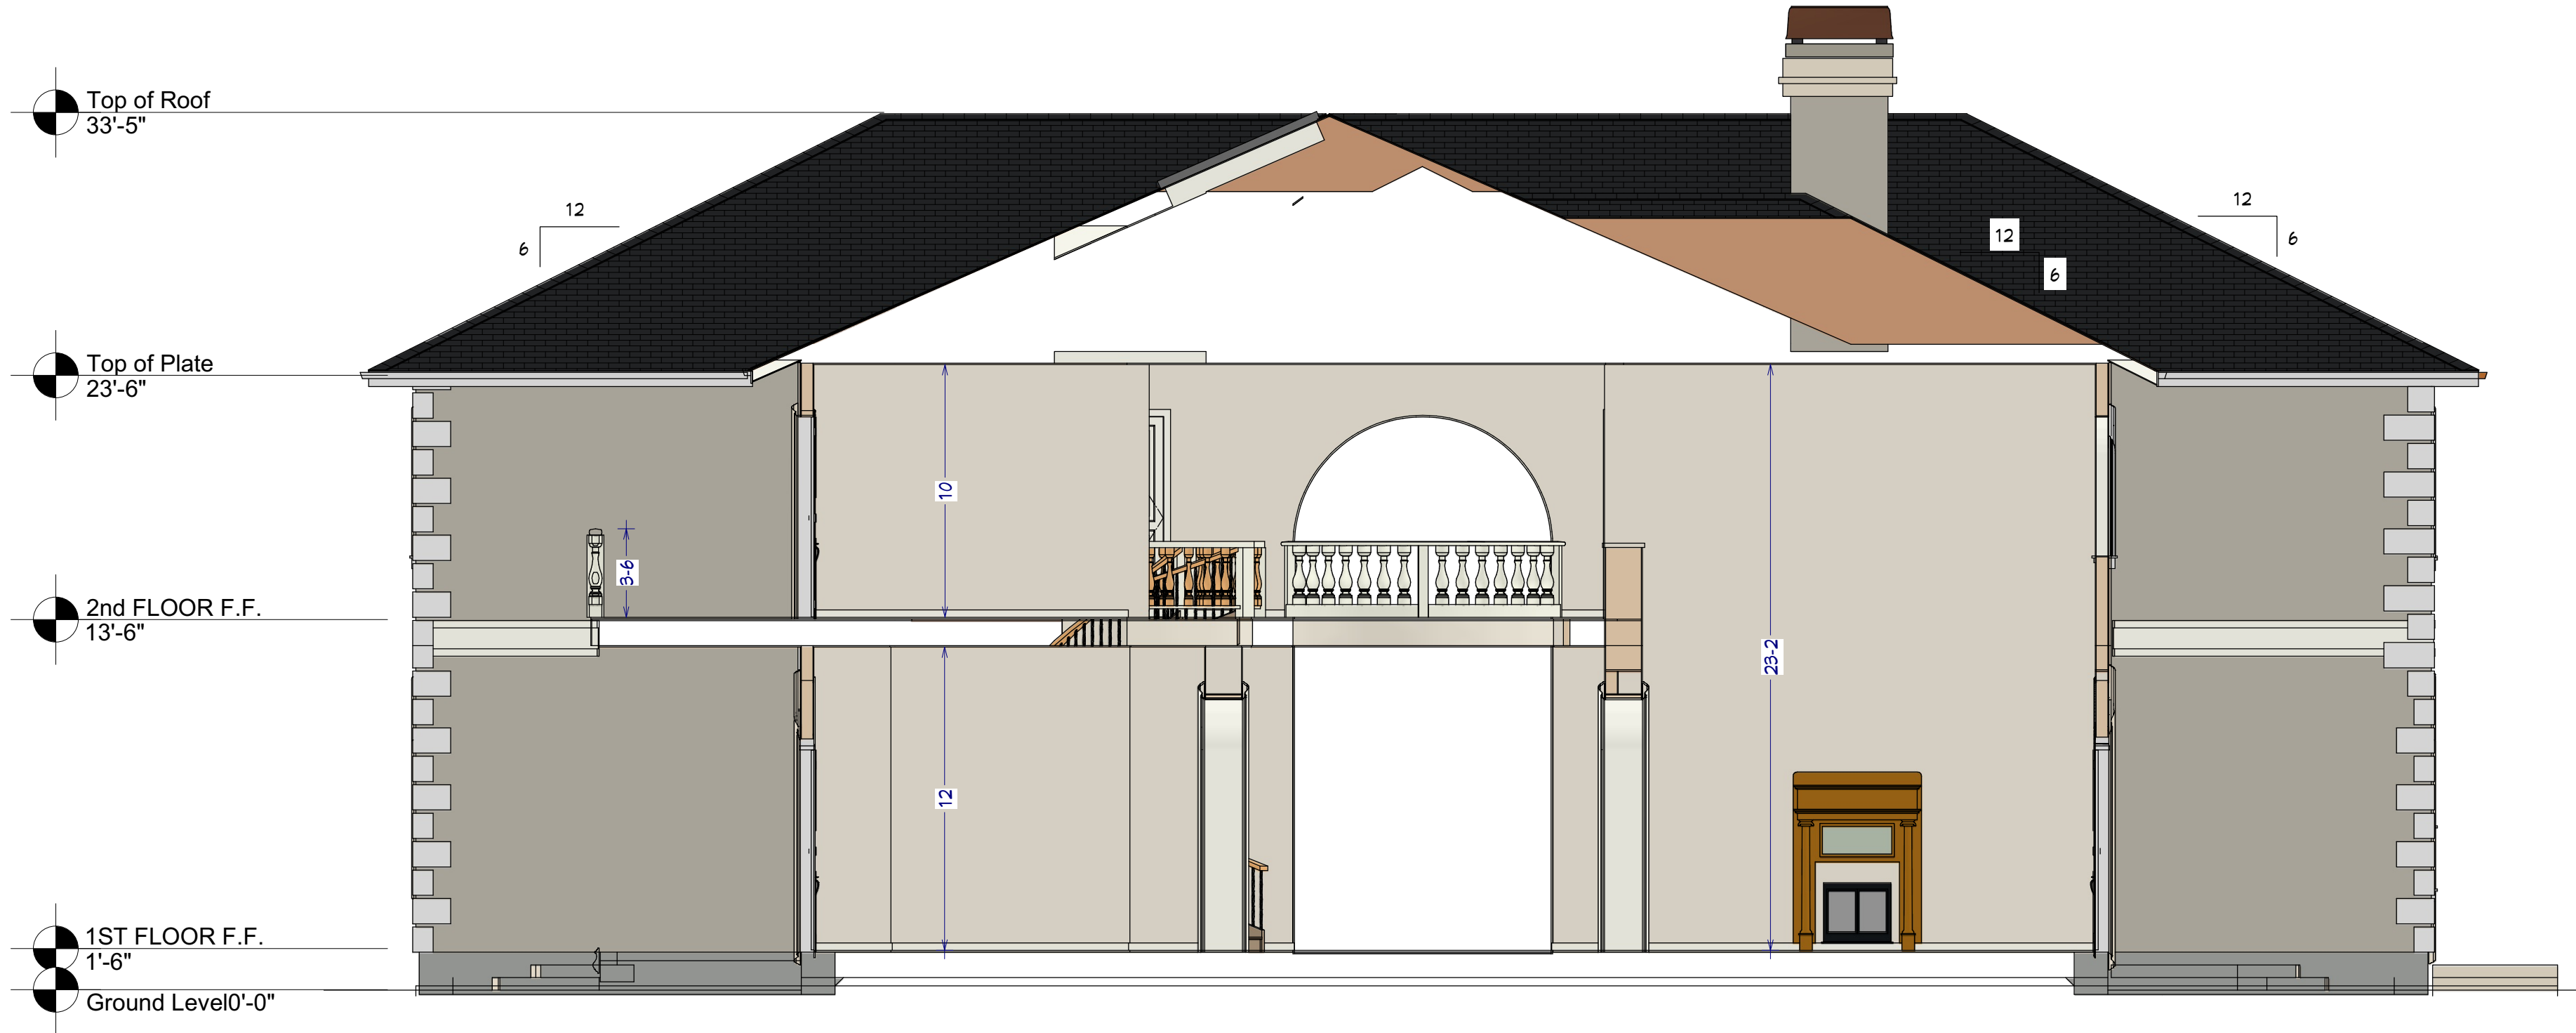 Top of Roof
33'-5"
12
6
12
6
12
6
Top of Plate
23'-6"
10
3-6
2nd FLOOR F.F.
13'-6"
23-2
12
1ST FLOOR F.F.
1'-6"
Ground Level0'-0"